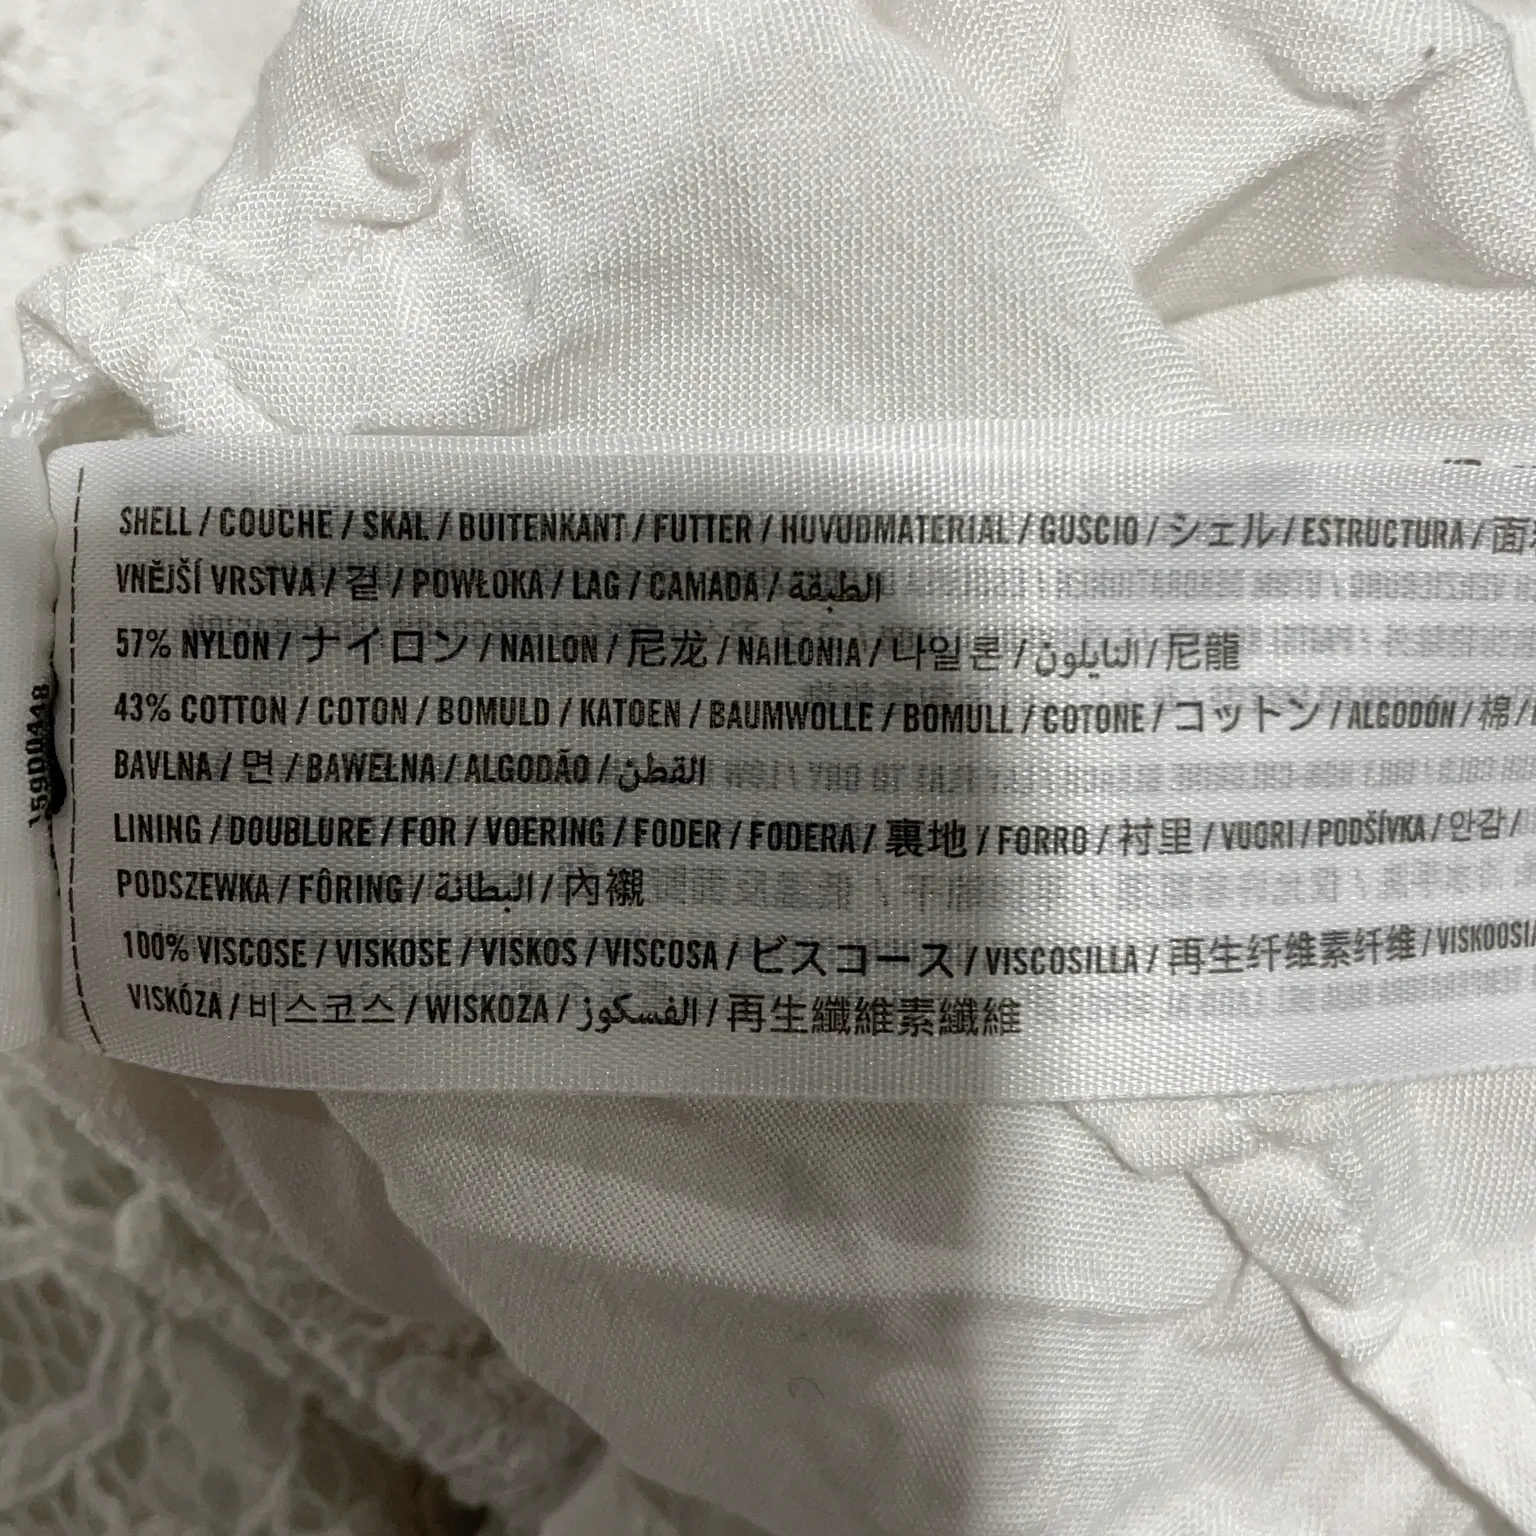 SHELL / COUCHE / SKAL / BUITENKANT / FUTTER / HUVUDMATERIAL / GUSCIO / シェル / ESTRUCTURA / 面
VNĚJŠÍ VRSTVA / 겉 / POWŁOKA / LAG / CAMADA / الطبقة
57% NYLON / ナイロン / NAILON / 尼龙 / NAILONIA / 나일론 / النايلون / 尼龍
43% COTTON / COTON / BOMULD / KATOEN / BAUMWOLLE / BOMULL / COTONE / コットン / ALGODÓN / 棉 /
BAVLNA / 면 / BAWEŁNA / ALGODÃO / القطن
LINING / DOUBLURE / FOR / VOERING / FODER / FODERA / 裏地 / FORRO / 衬里 / VUORI / PODŠÍVKA / 안감 /
PODSZEWKA / FÔRING / البطانة / 內襯
100% VISCOSE / VISKOSE / VISKOS / VISCOSA / ビスコース / VISCOSILLA / 再生纤维素纤维 / VISKOOSI
VISKÓZA / 비스코스 / WISKOZA / الفسكوز / 再生纖維素纖維